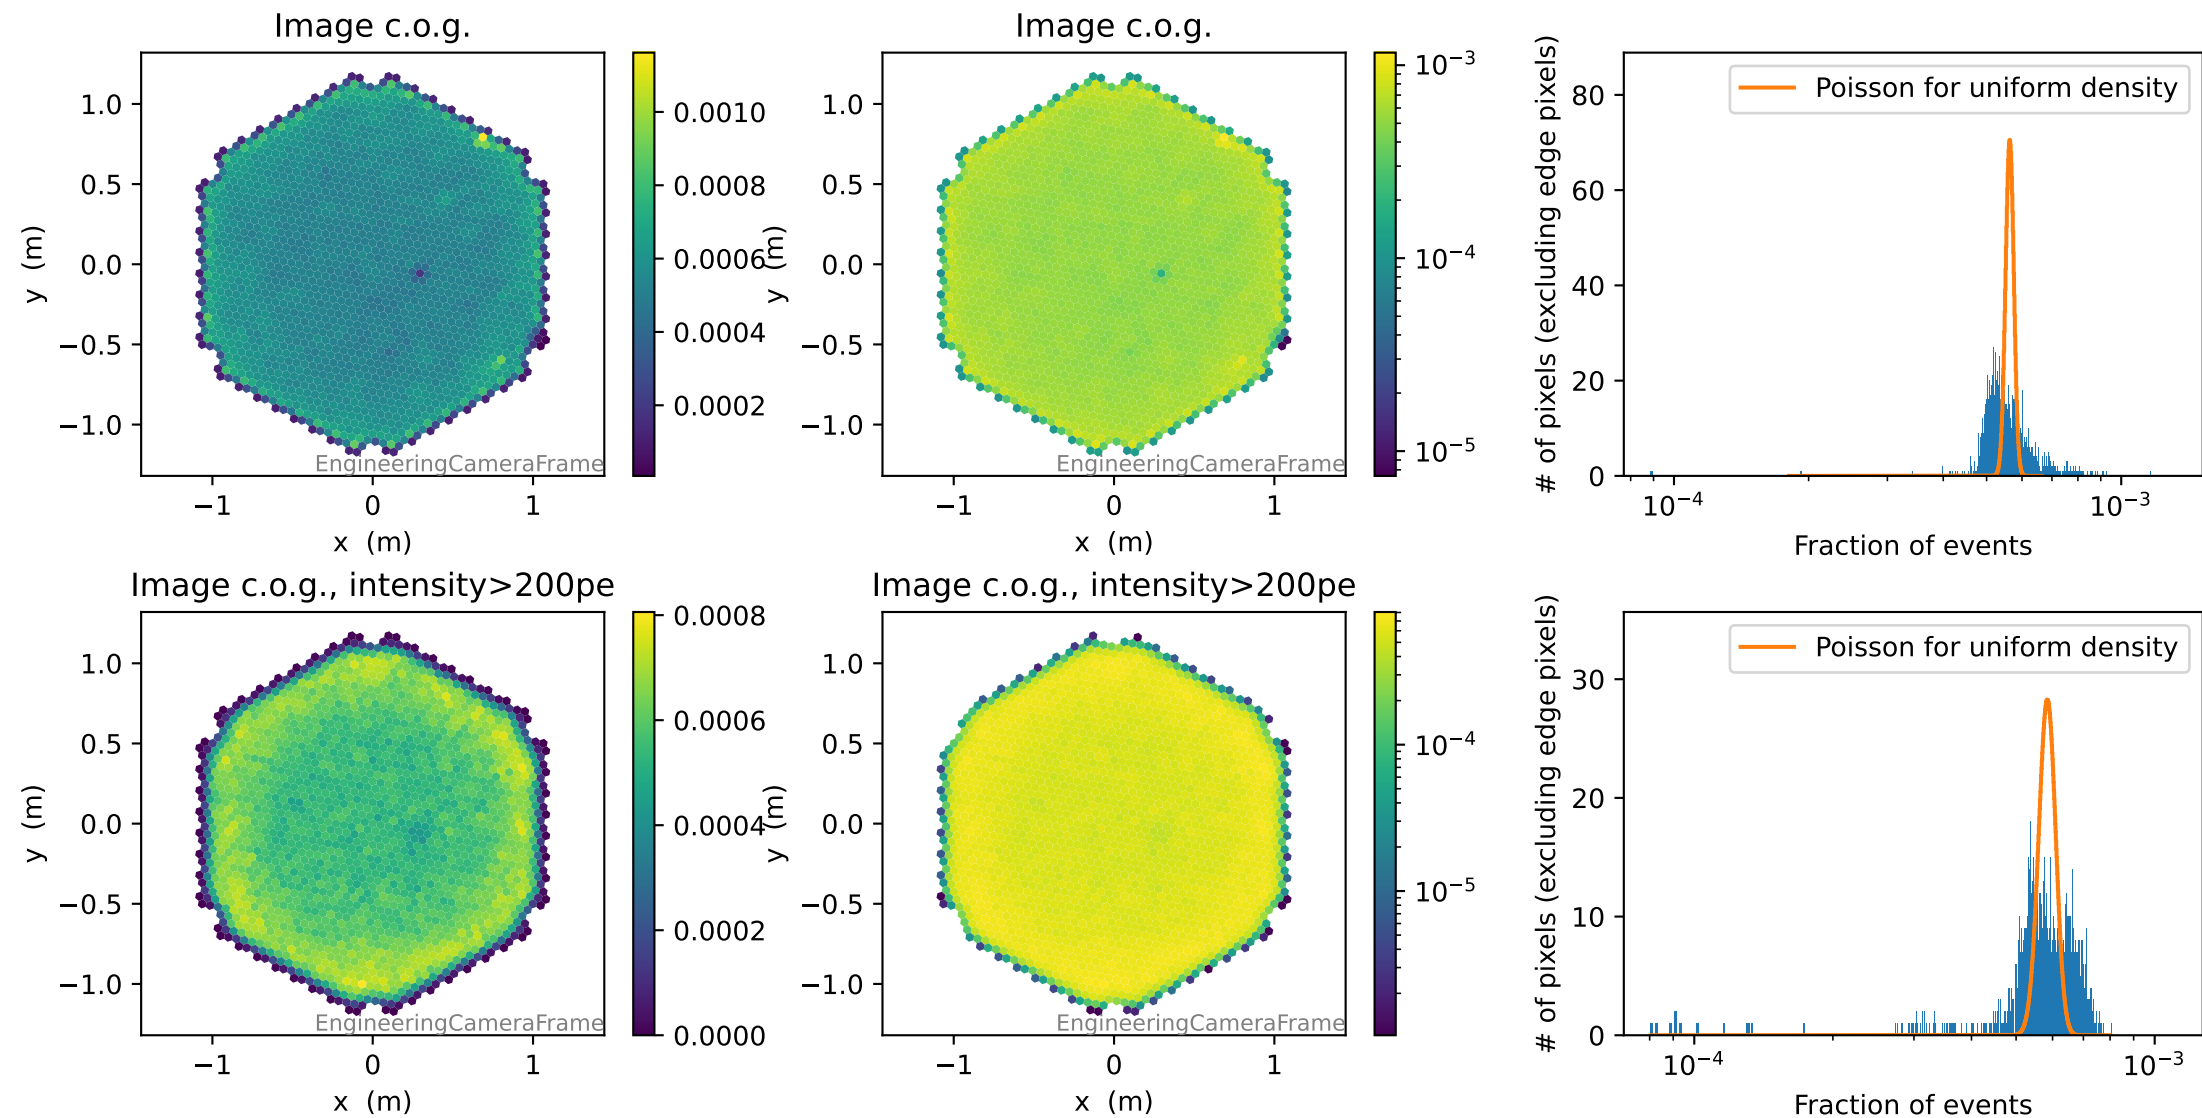 Image c.o.g.
1.0
0.5
0.0
−0.5
−1.0
y (m)
−1
0
1
x (m)
EngineeringCameraFrame
0.0010
0.0008
0.0006
0.0004
0.0002
Image c.o.g.
1.0
0.5
0.0
−0.5
−1.0
y (m)
−1
0
1
x (m)
EngineeringCameraFrame
10⁻³
10⁻⁴
10⁻⁵
Poisson for uniform density
80
60
40
20
0
# of pixels (excluding edge pixels)
10⁻⁴
10⁻³
Fraction of events
Image c.o.g., intensity>200pe
1.0
0.5
0.0
−0.5
−1.0
y (m)
−1
0
1
x (m)
EngineeringCameraFrame
0.0008
0.0006
0.0004
0.0002
0.0000
Image c.o.g., intensity>200pe
1.0
0.5
0.0
−0.5
−1.0
y (m)
−1
0
1
x (m)
EngineeringCameraFrame
10⁻⁴
10⁻⁵
Poisson for uniform density
30
20
10
0
# of pixels (excluding edge pixels)
10⁻⁴
10⁻³
Fraction of events